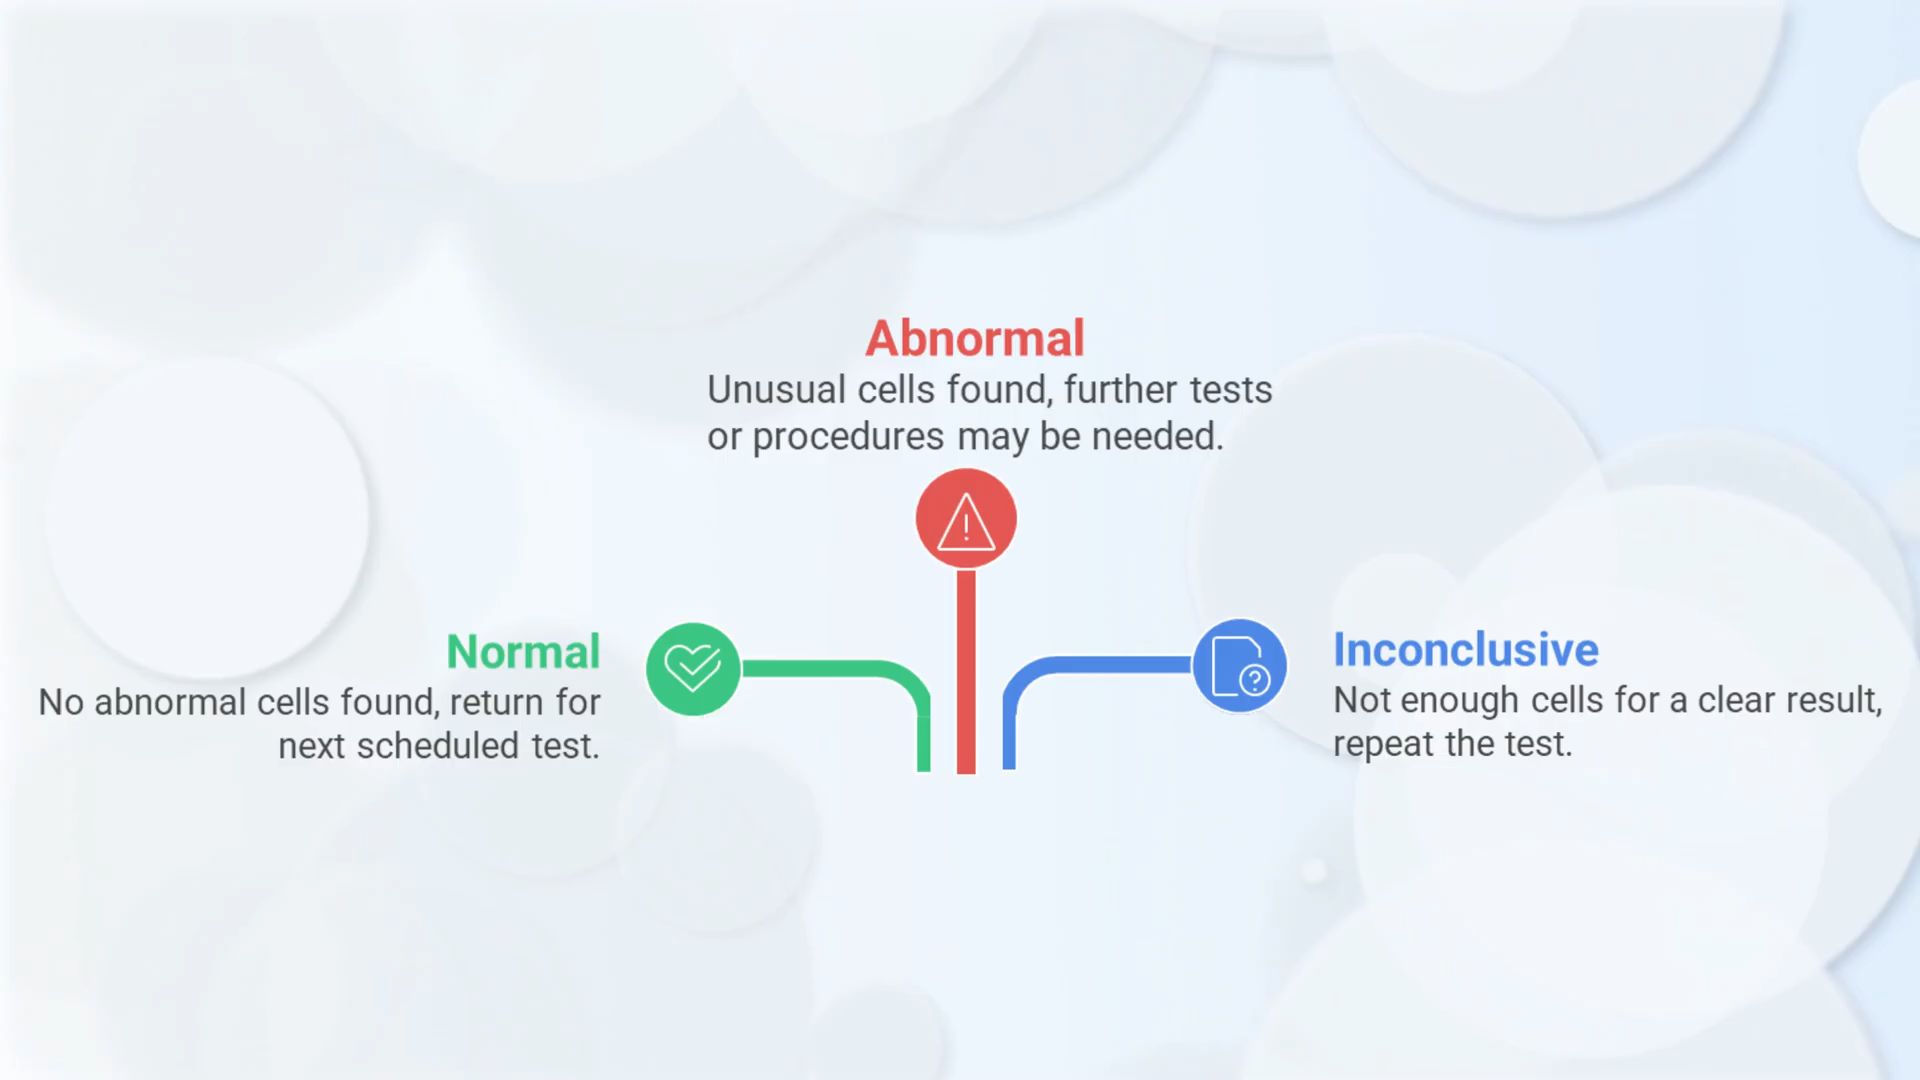 Abnormal
Unusual cells found, further tests
or procedures may be needed.
Normal
No abnormal cells found, return for
next scheduled test.
Inconclusive
Not enough cells for a clear result,
repeat the test.